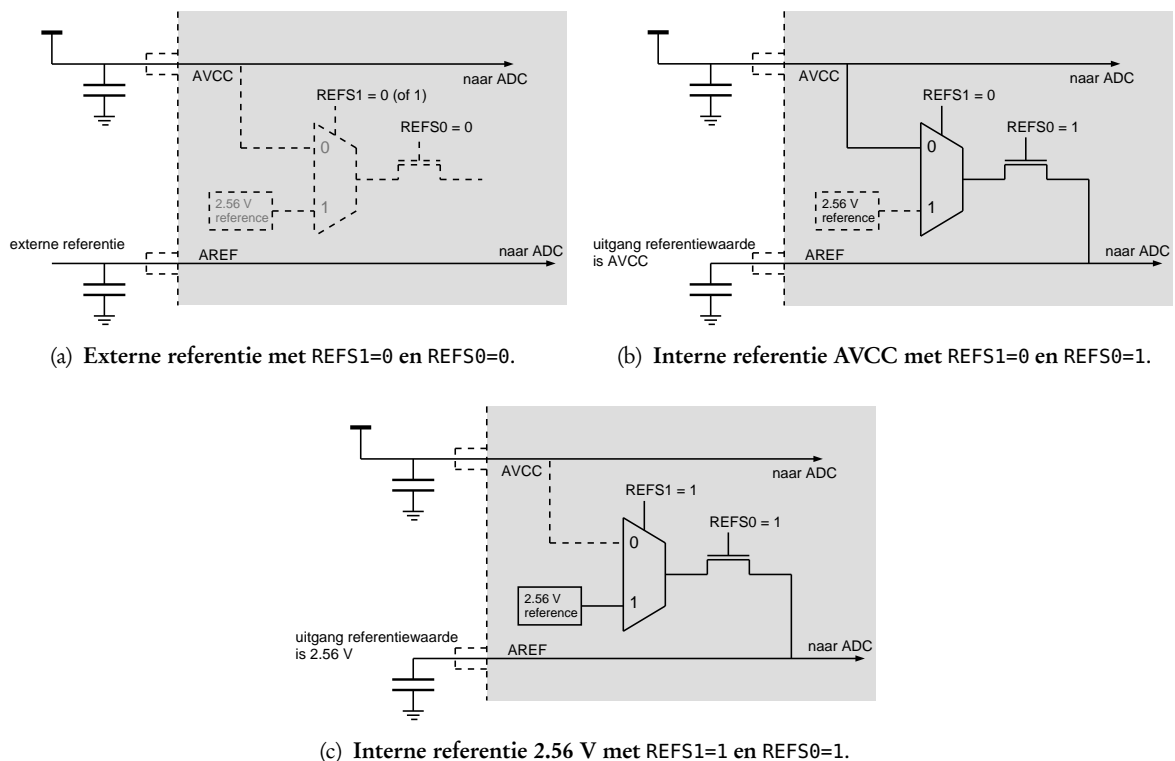 AVCC
naar ADC
REFS1 = 0 (of 1)
REFS0 = 0
0
2.56 V
reference
1
externe referentie
AREF
naar ADC
(a) Externe referentie met REFS1=0 en REFS0=0.
AVCC
naar ADC
REFS1 = 0
REFS0 = 1
0
2.56 V
reference
1
uitgang referentiewaarde
is AVCC
AREF
naar ADC
(b) Interne referentie AVCC met REFS1=0 en REFS0=1.
AVCC
naar ADC
REFS1 = 1
REFS0 = 1
0
2.56 V
reference
1
uitgang referentiewaarde
is 2.56 V
AREF
naar ADC
(c) Interne referentie 2.56 V met REFS1=1 en REFS0=1.